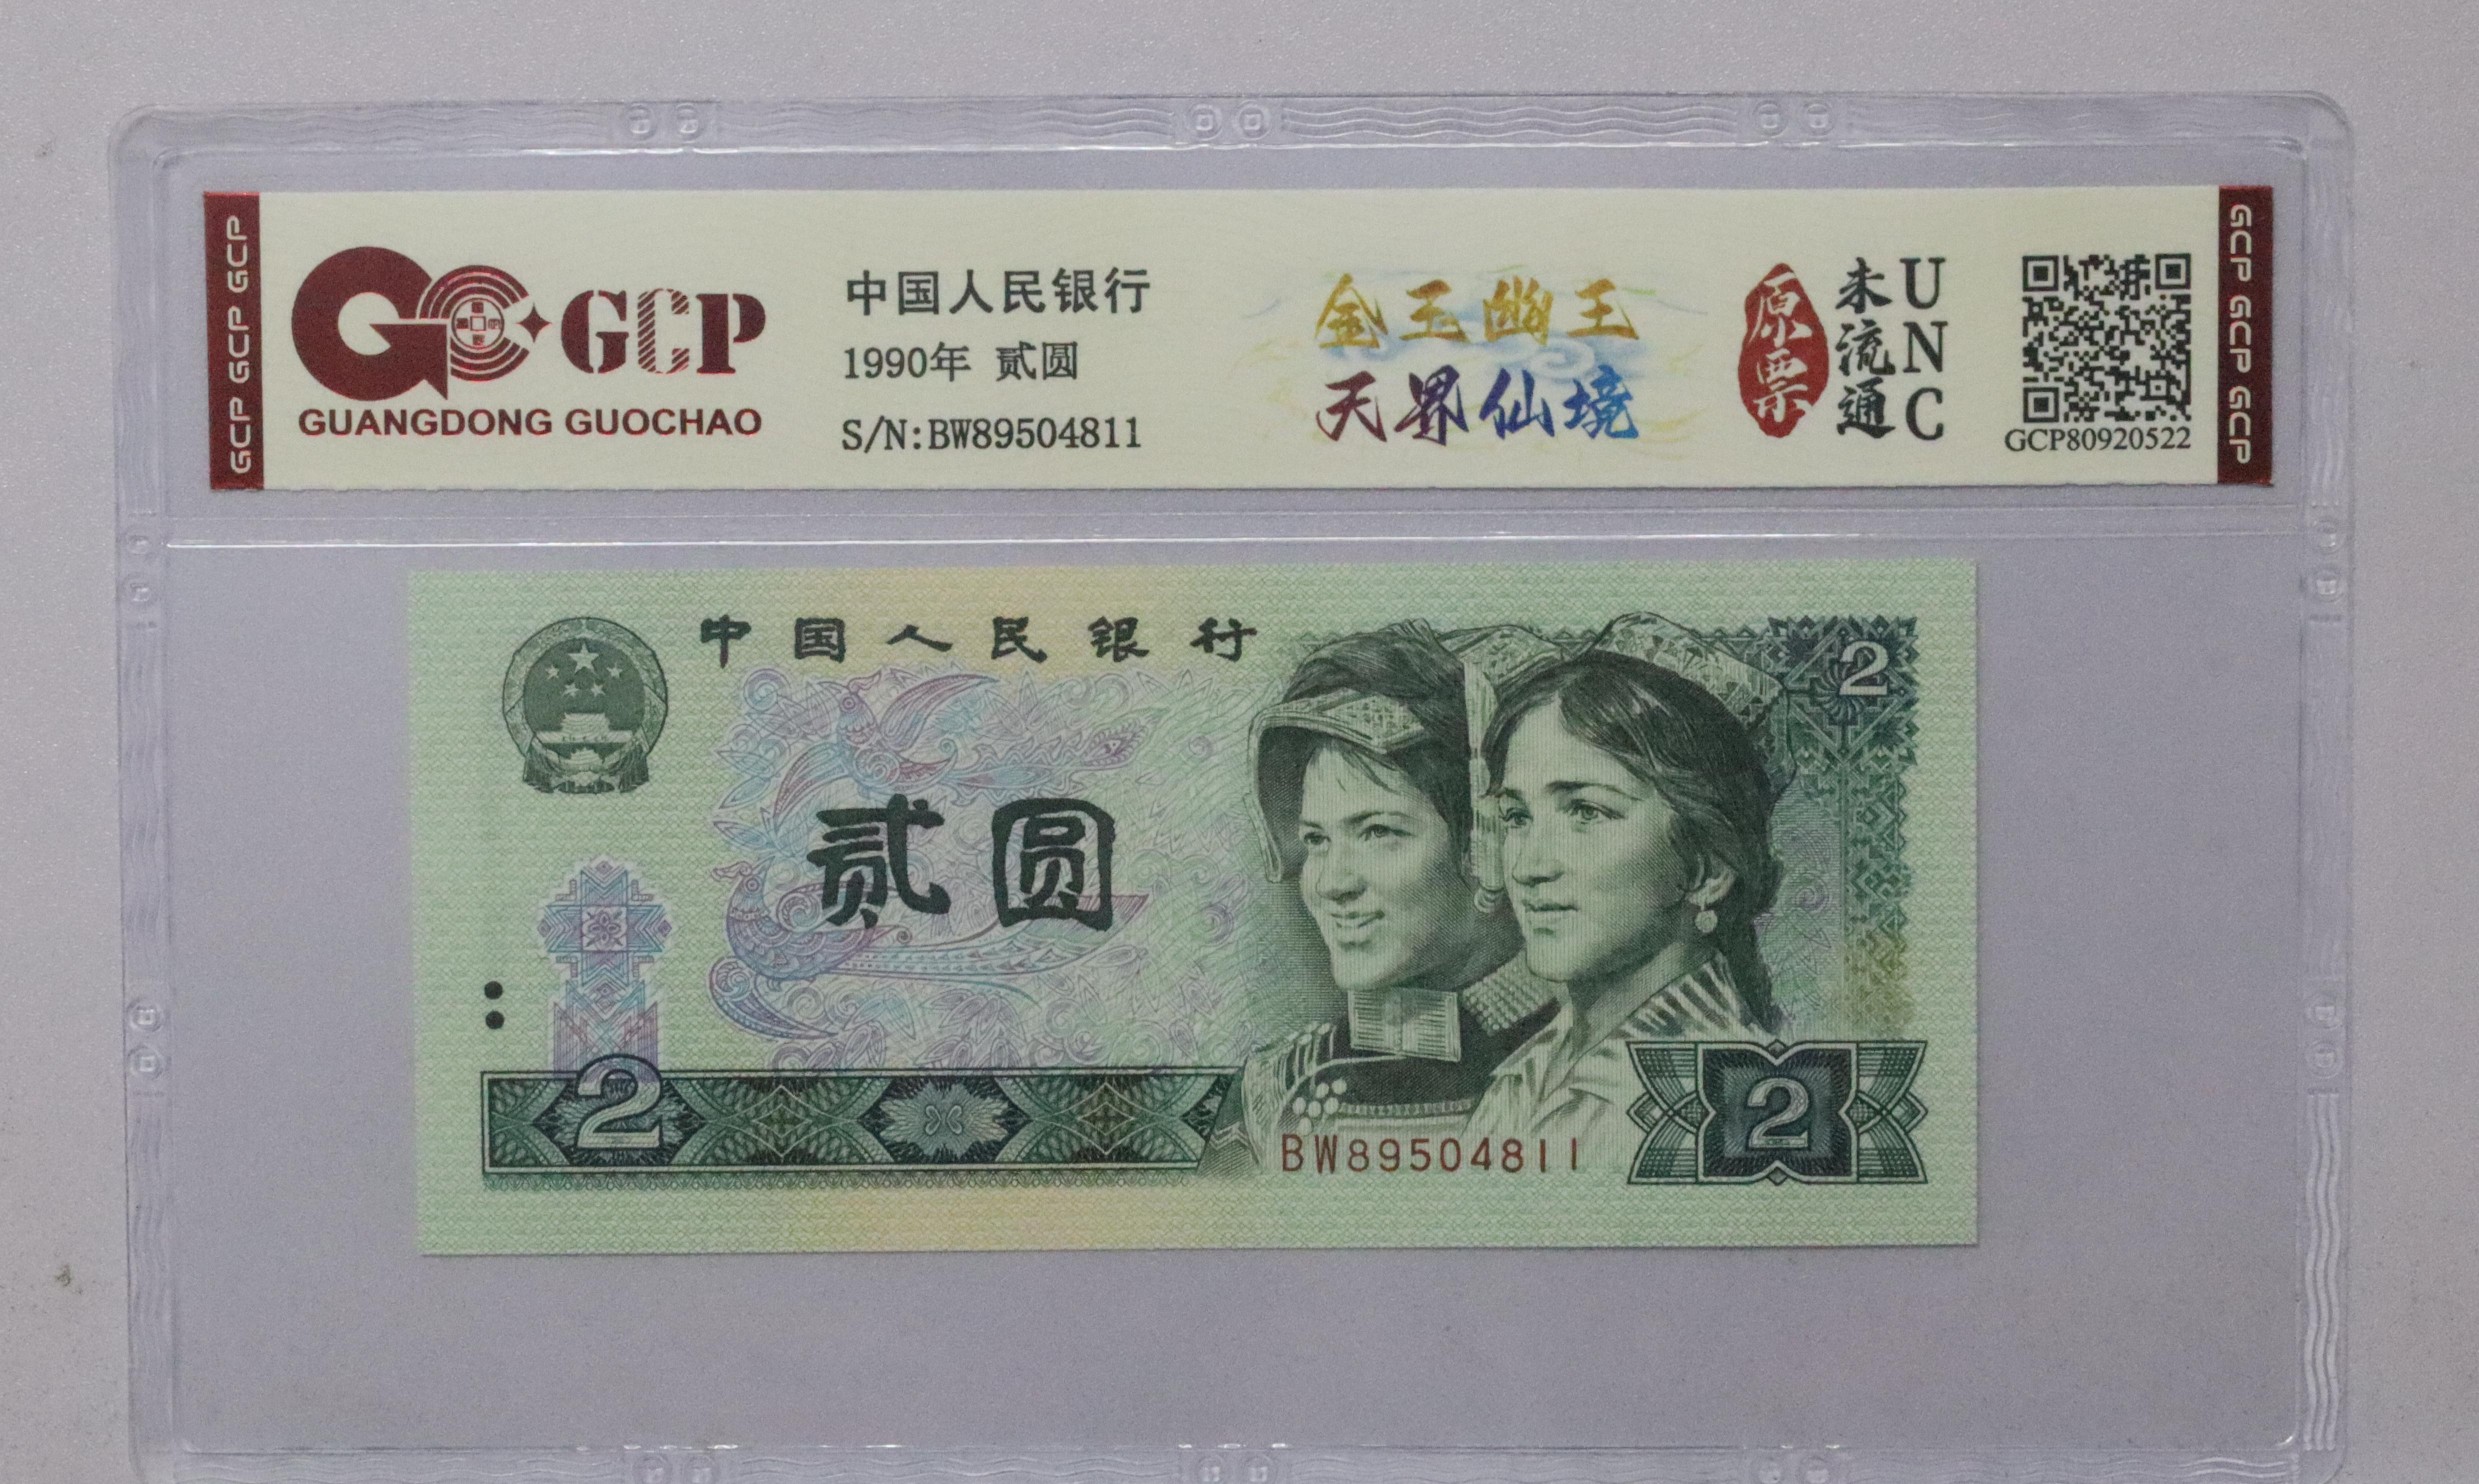 GCP GCP GCP
GCP
GUANGDONG GUOCHAO
中国人民银行
1990年 贰圆
S/N:BW89504811
金玉幽王
天界仙境
原票
未流通
UNC
GCP80920522
GCP GCP GCP GCP
中国人民银行
2
贰圆
2
BW89504811
2